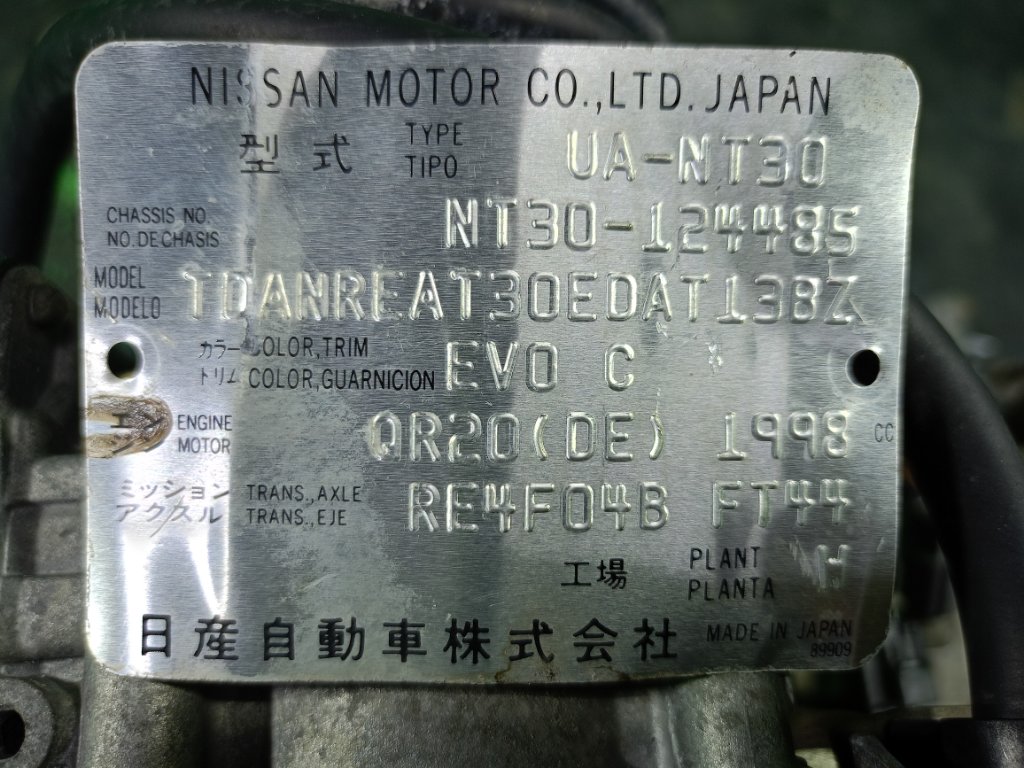 NISSAN MOTOR CO.,LTD. JAPAN
型式 TYPE TIPO UA-NT30
CHASSIS NO. NO. DE CHASIS NT30-124485
MODEL MODELO TDANREAT30EDAT13BZ
カラー COLOR, TRIM EV0 C
トリム COLOR, GUARNICION
ENGINE MOTOR QR20(DE) 1998 CC
ミッション TRANS., AXLE RE4F04B FT44
アクスル TRANS., EJE
工場 PLANT PLANTA H
日産自動車株式会社 MADE IN JAPAN
89909